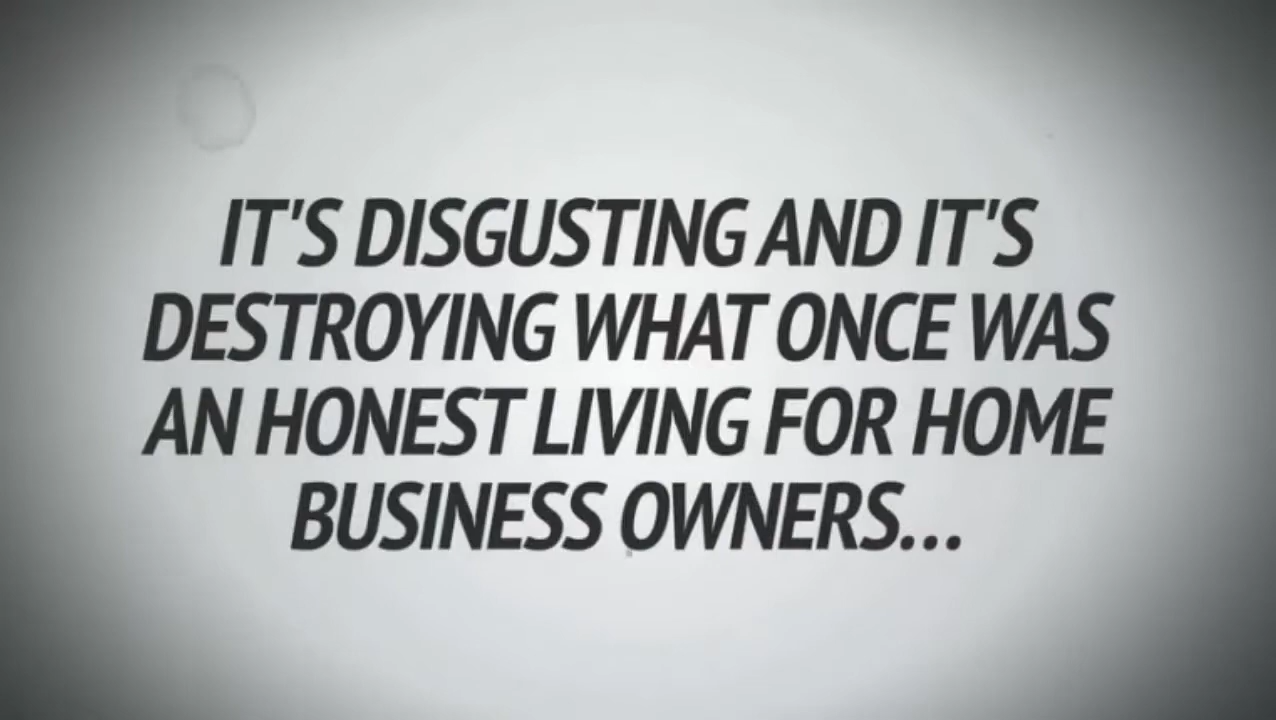 IT'S DISGUSTING AND IT'S
DESTROYING WHAT ONCE WAS
AN HONEST LIVING FOR HOME
BUSINESS OWNERS...